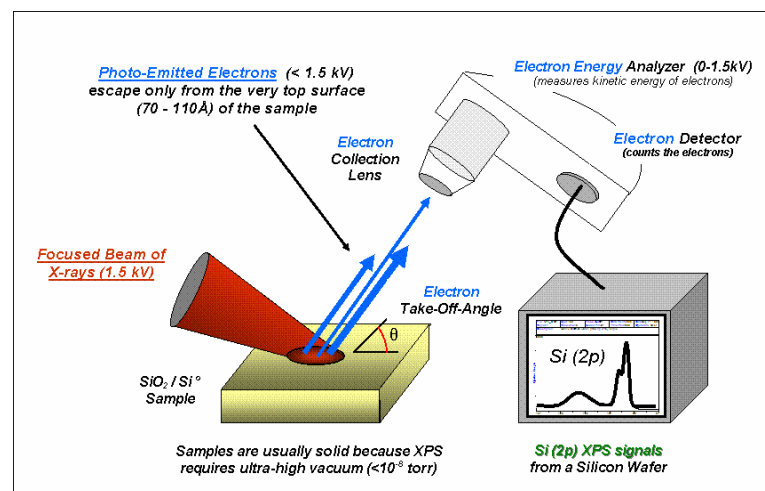 Photo-Emitted Electrons (< 1.5 kV)
escape only from the very top surface
(70 - 110Å) of the sample
Electron Energy Analyzer (0-1.5kV)
(measures kinetic energy of electrons)
Electron
Collection
Lens
Electron Detector
(counts the electrons)
Focused Beam of
X-rays (1.5 kV)
Electron
Take-Off-Angle
θ
SiO₂ / Si°
Sample
Si (2p)
Samples are usually solid because XPS
requires ultra-high vacuum (<10⁻⁸ torr)
Si (2p) XPS signals
from a Silicon Wafer